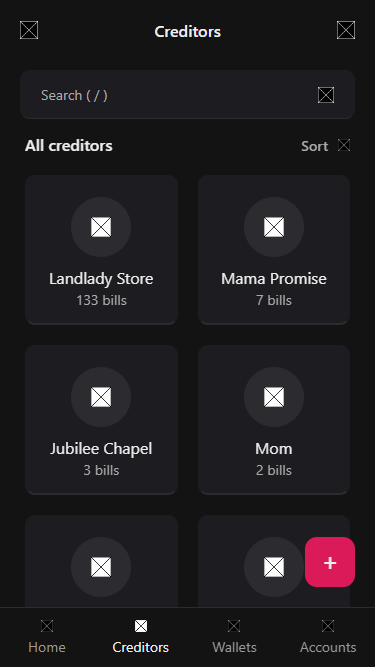 Creditors
Search ( / )
All creditors
Sort
Landlady Store
133 bills
Mama Promise
7 bills
Jubilee Chapel
3 bills
Mom
2 bills
+
Home
Creditors
Wallets
Accounts